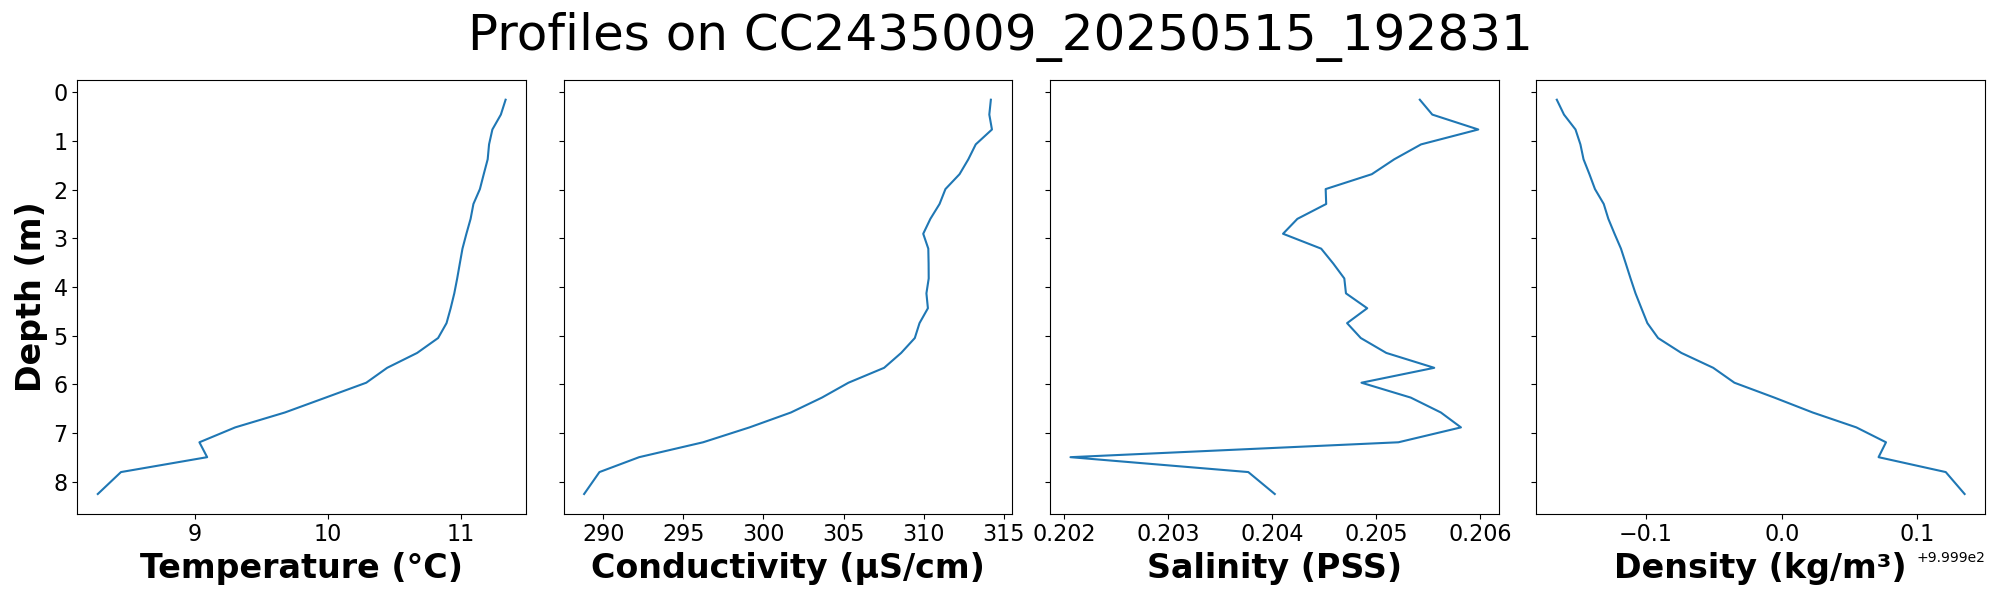 Profiles on CC2435009_20250515_192831
Depth (m)
0
1
2
3
4
5
6
7
8
9 10 11
Temperature (°C)
290 295 300 305 310 315
Conductivity (µS/cm)
0.202 0.203 0.204 0.205 0.206
Salinity (PSS)
−0.1 0.0 0.1
+9.999e2
Density (kg/m³)